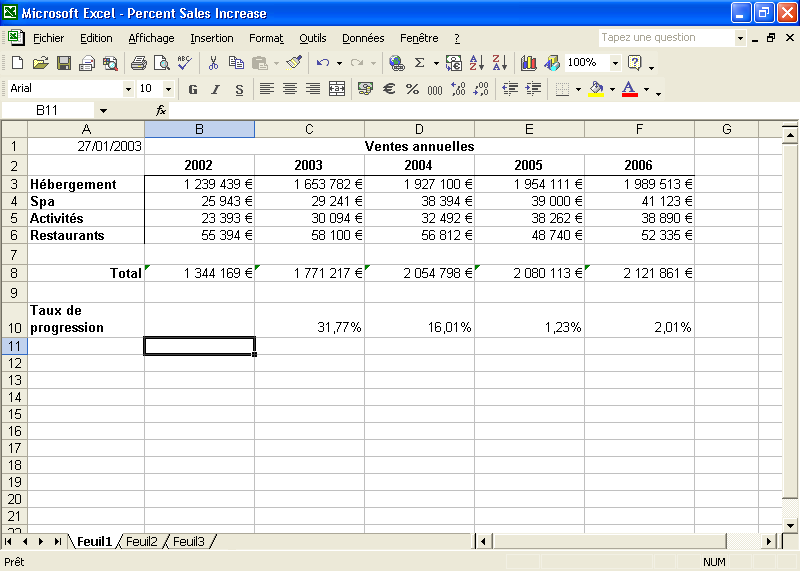 Microsoft Excel - Percent Sales Increase
Fichier Edition Affichage Insertion Format Outils Données Fenêtre ? Tapez une question
100%
Arial 10 G I S € % 000
B11 fx
A B C D E F G
1 27/01/2003 Ventes annuelles
2 2002 2003 2004 2005 2006
3 Hébergement 1 239 439 € 1 653 782 € 1 927 100 € 1 954 111 € 1 989 513 €
4 Spa 25 943 € 29 241 € 38 394 € 39 000 € 41 123 €
5 Activités 23 393 € 30 094 € 32 492 € 38 262 € 38 890 €
6 Restaurants 55 394 € 58 100 € 56 812 € 48 740 € 52 335 €
7
8 Total 1 344 169 € 1 771 217 € 2 054 798 € 2 080 113 € 2 121 861 €
9
Taux de
10 progression 31,77% 16,01% 1,23% 2,01%
11
12
13
14
15
16
17
18
19
20
21
22
Feuil1 Feuil2 Feuil3
Prêt NUM